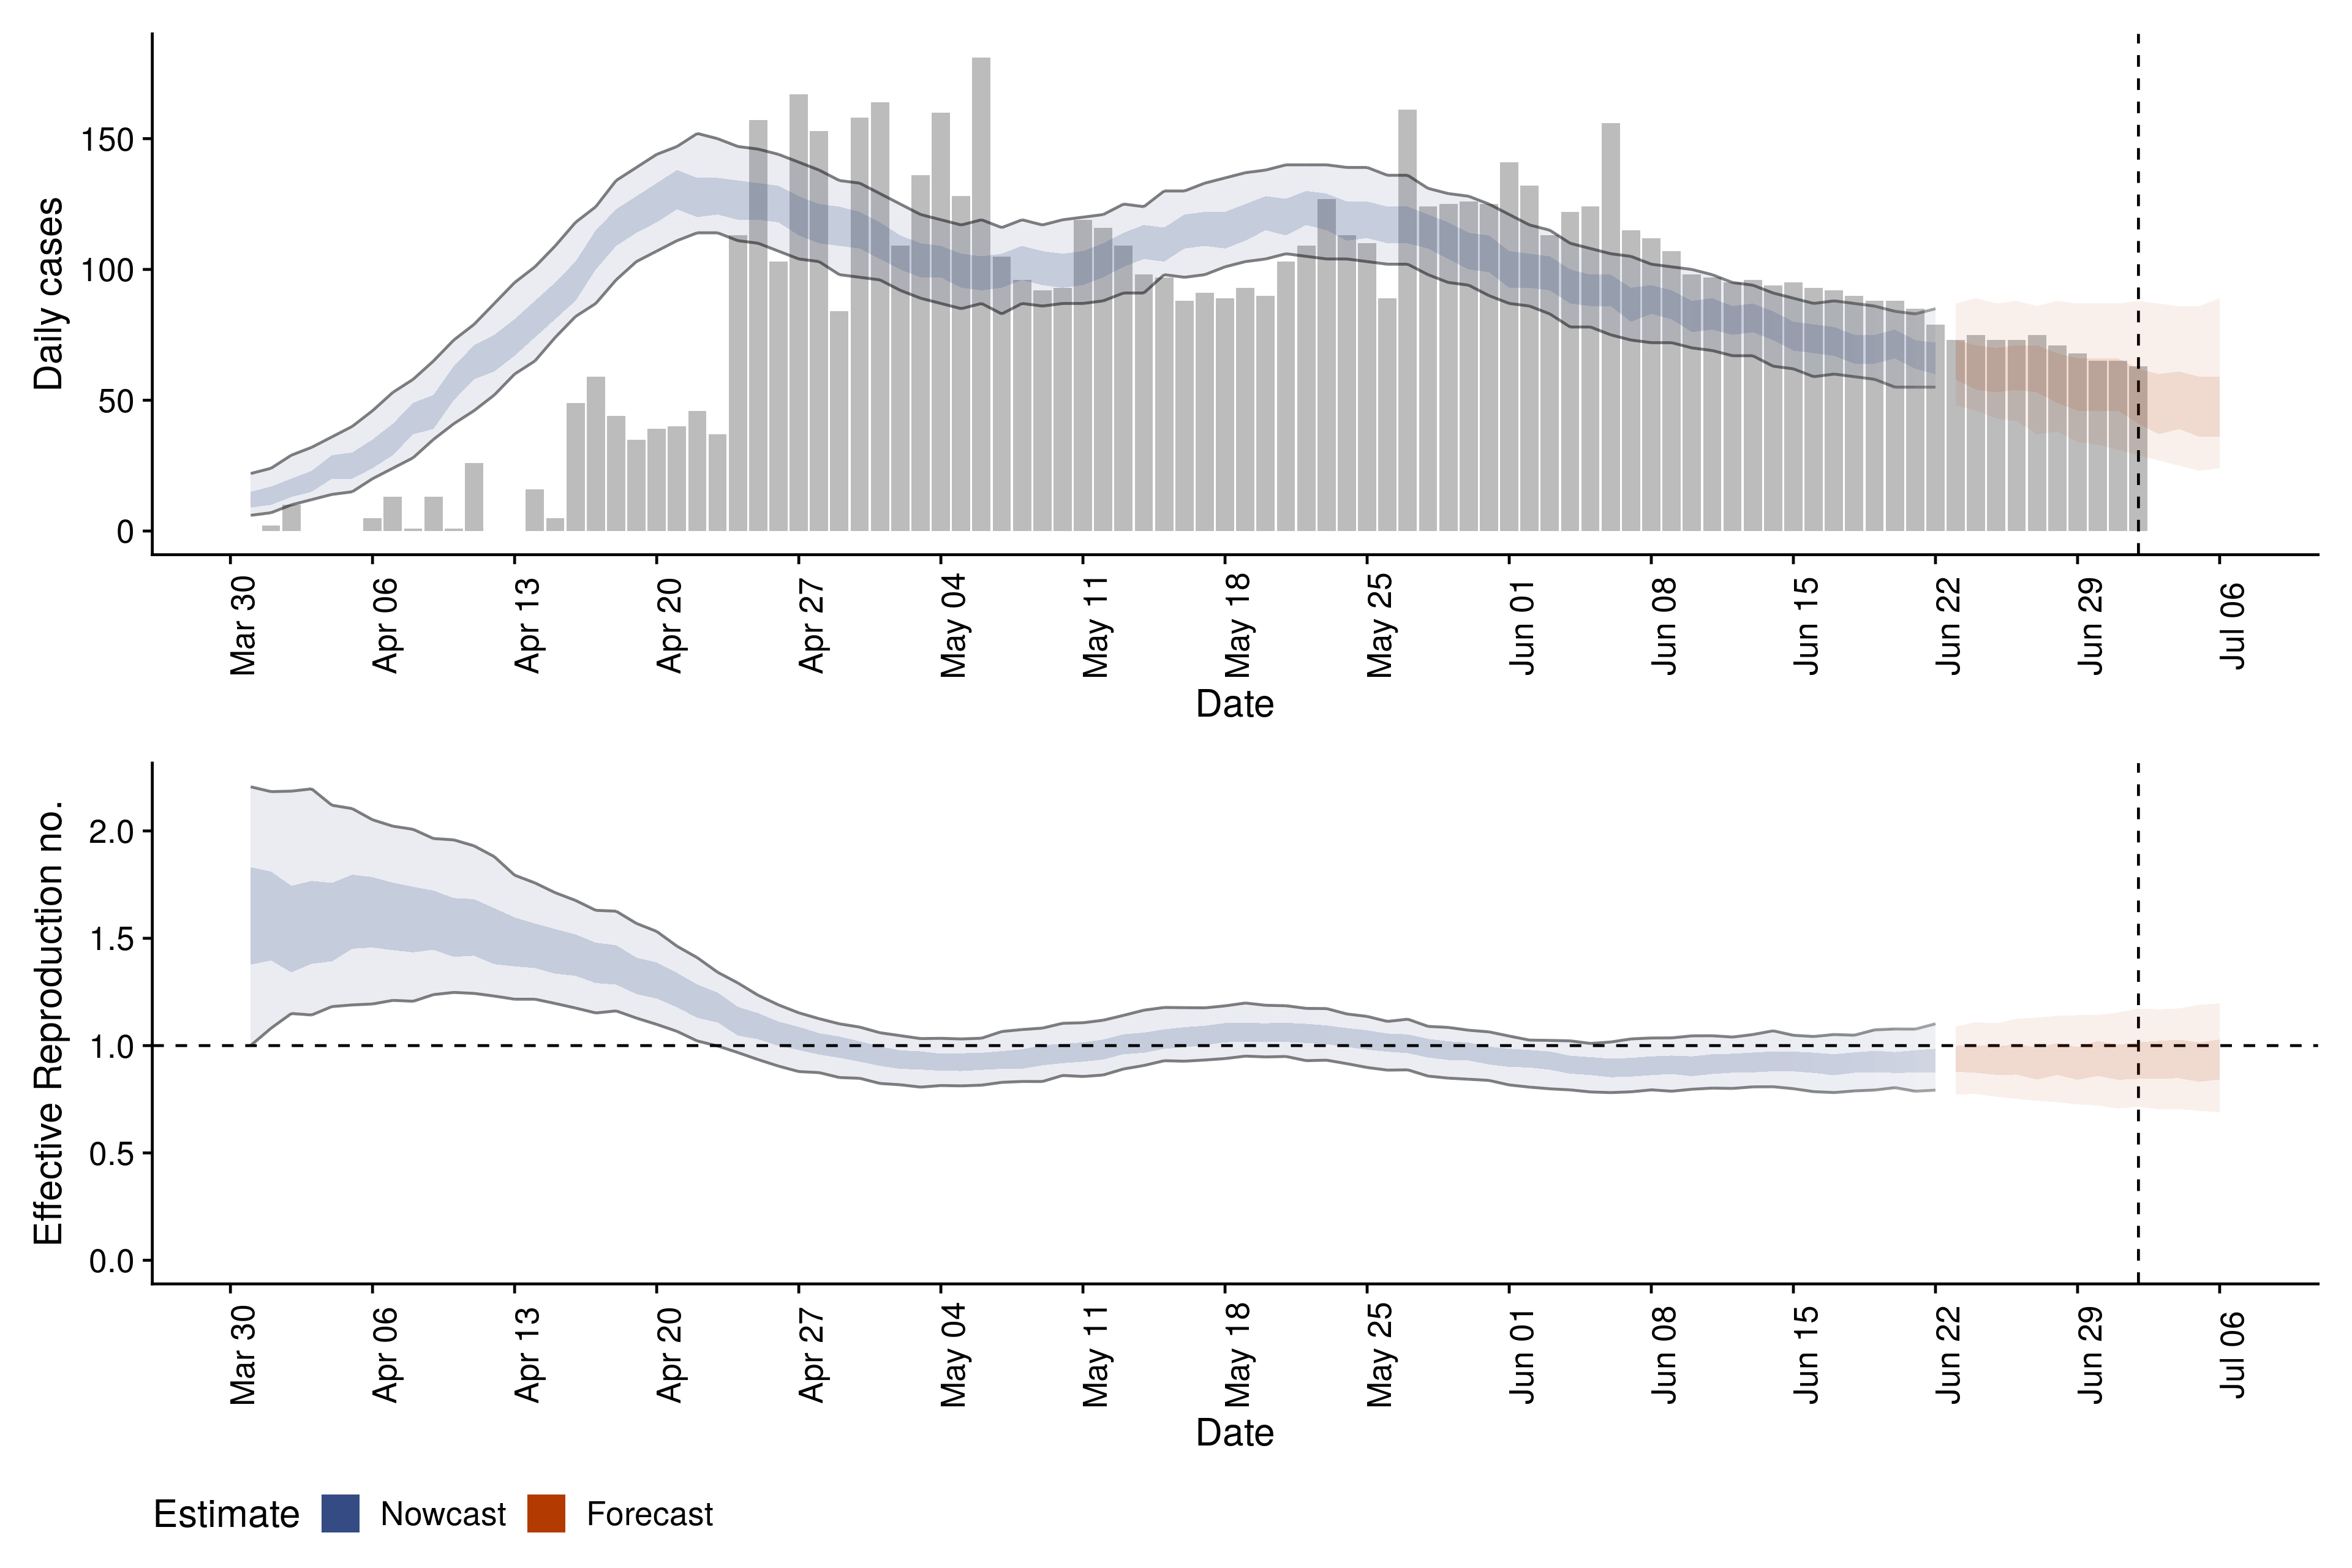 Daily cases
150
100
50
0
Mar 30
Apr 06
Apr 13
Apr 20
Apr 27
May 04
May 11
May 18
May 25
Jun 01
Jun 08
Jun 15
Jun 22
Jun 29
Jul 06
Date
Effective Reproduction no.
2.0
1.5
1.0
0.5
0.0
Mar 30
Apr 06
Apr 13
Apr 20
Apr 27
May 04
May 11
May 18
May 25
Jun 01
Jun 08
Jun 15
Jun 22
Jun 29
Jul 06
Date
Estimate Nowcast Forecast